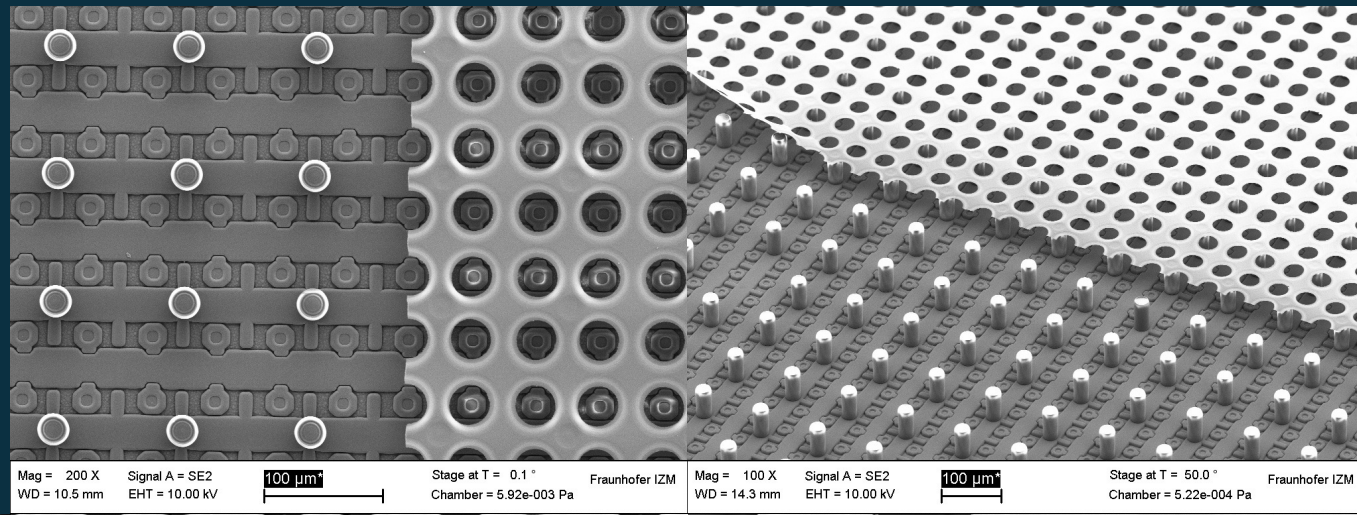 Mag = 200 X Signal A = SE2 100 µm* Stage at T = 0.1 ° Fraunhofer IZM
WD = 10.5 mm EHT = 10.00 kV Chamber = 5.92e-003 Pa
Mag = 100 X Signal A = SE2 100 µm* Stage at T = 50.0 ° Fraunhofer IZM
WD = 14.3 mm EHT = 10.00 kV Chamber = 5.22e-004 Pa